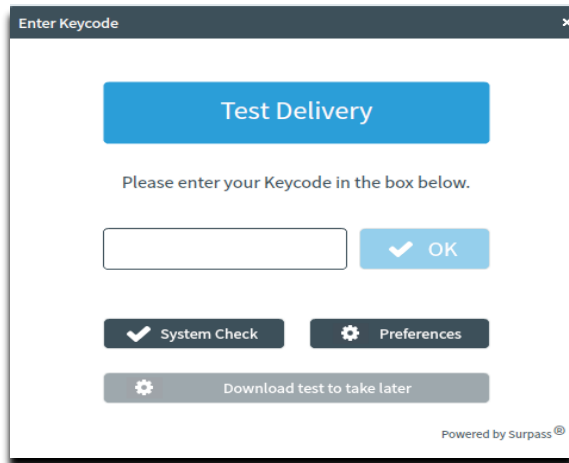 Enter Keycode ×
Test Delivery
Please enter your Keycode in the box below.
OK
System Check Preferences
Download test to take later
Powered by Surpass®